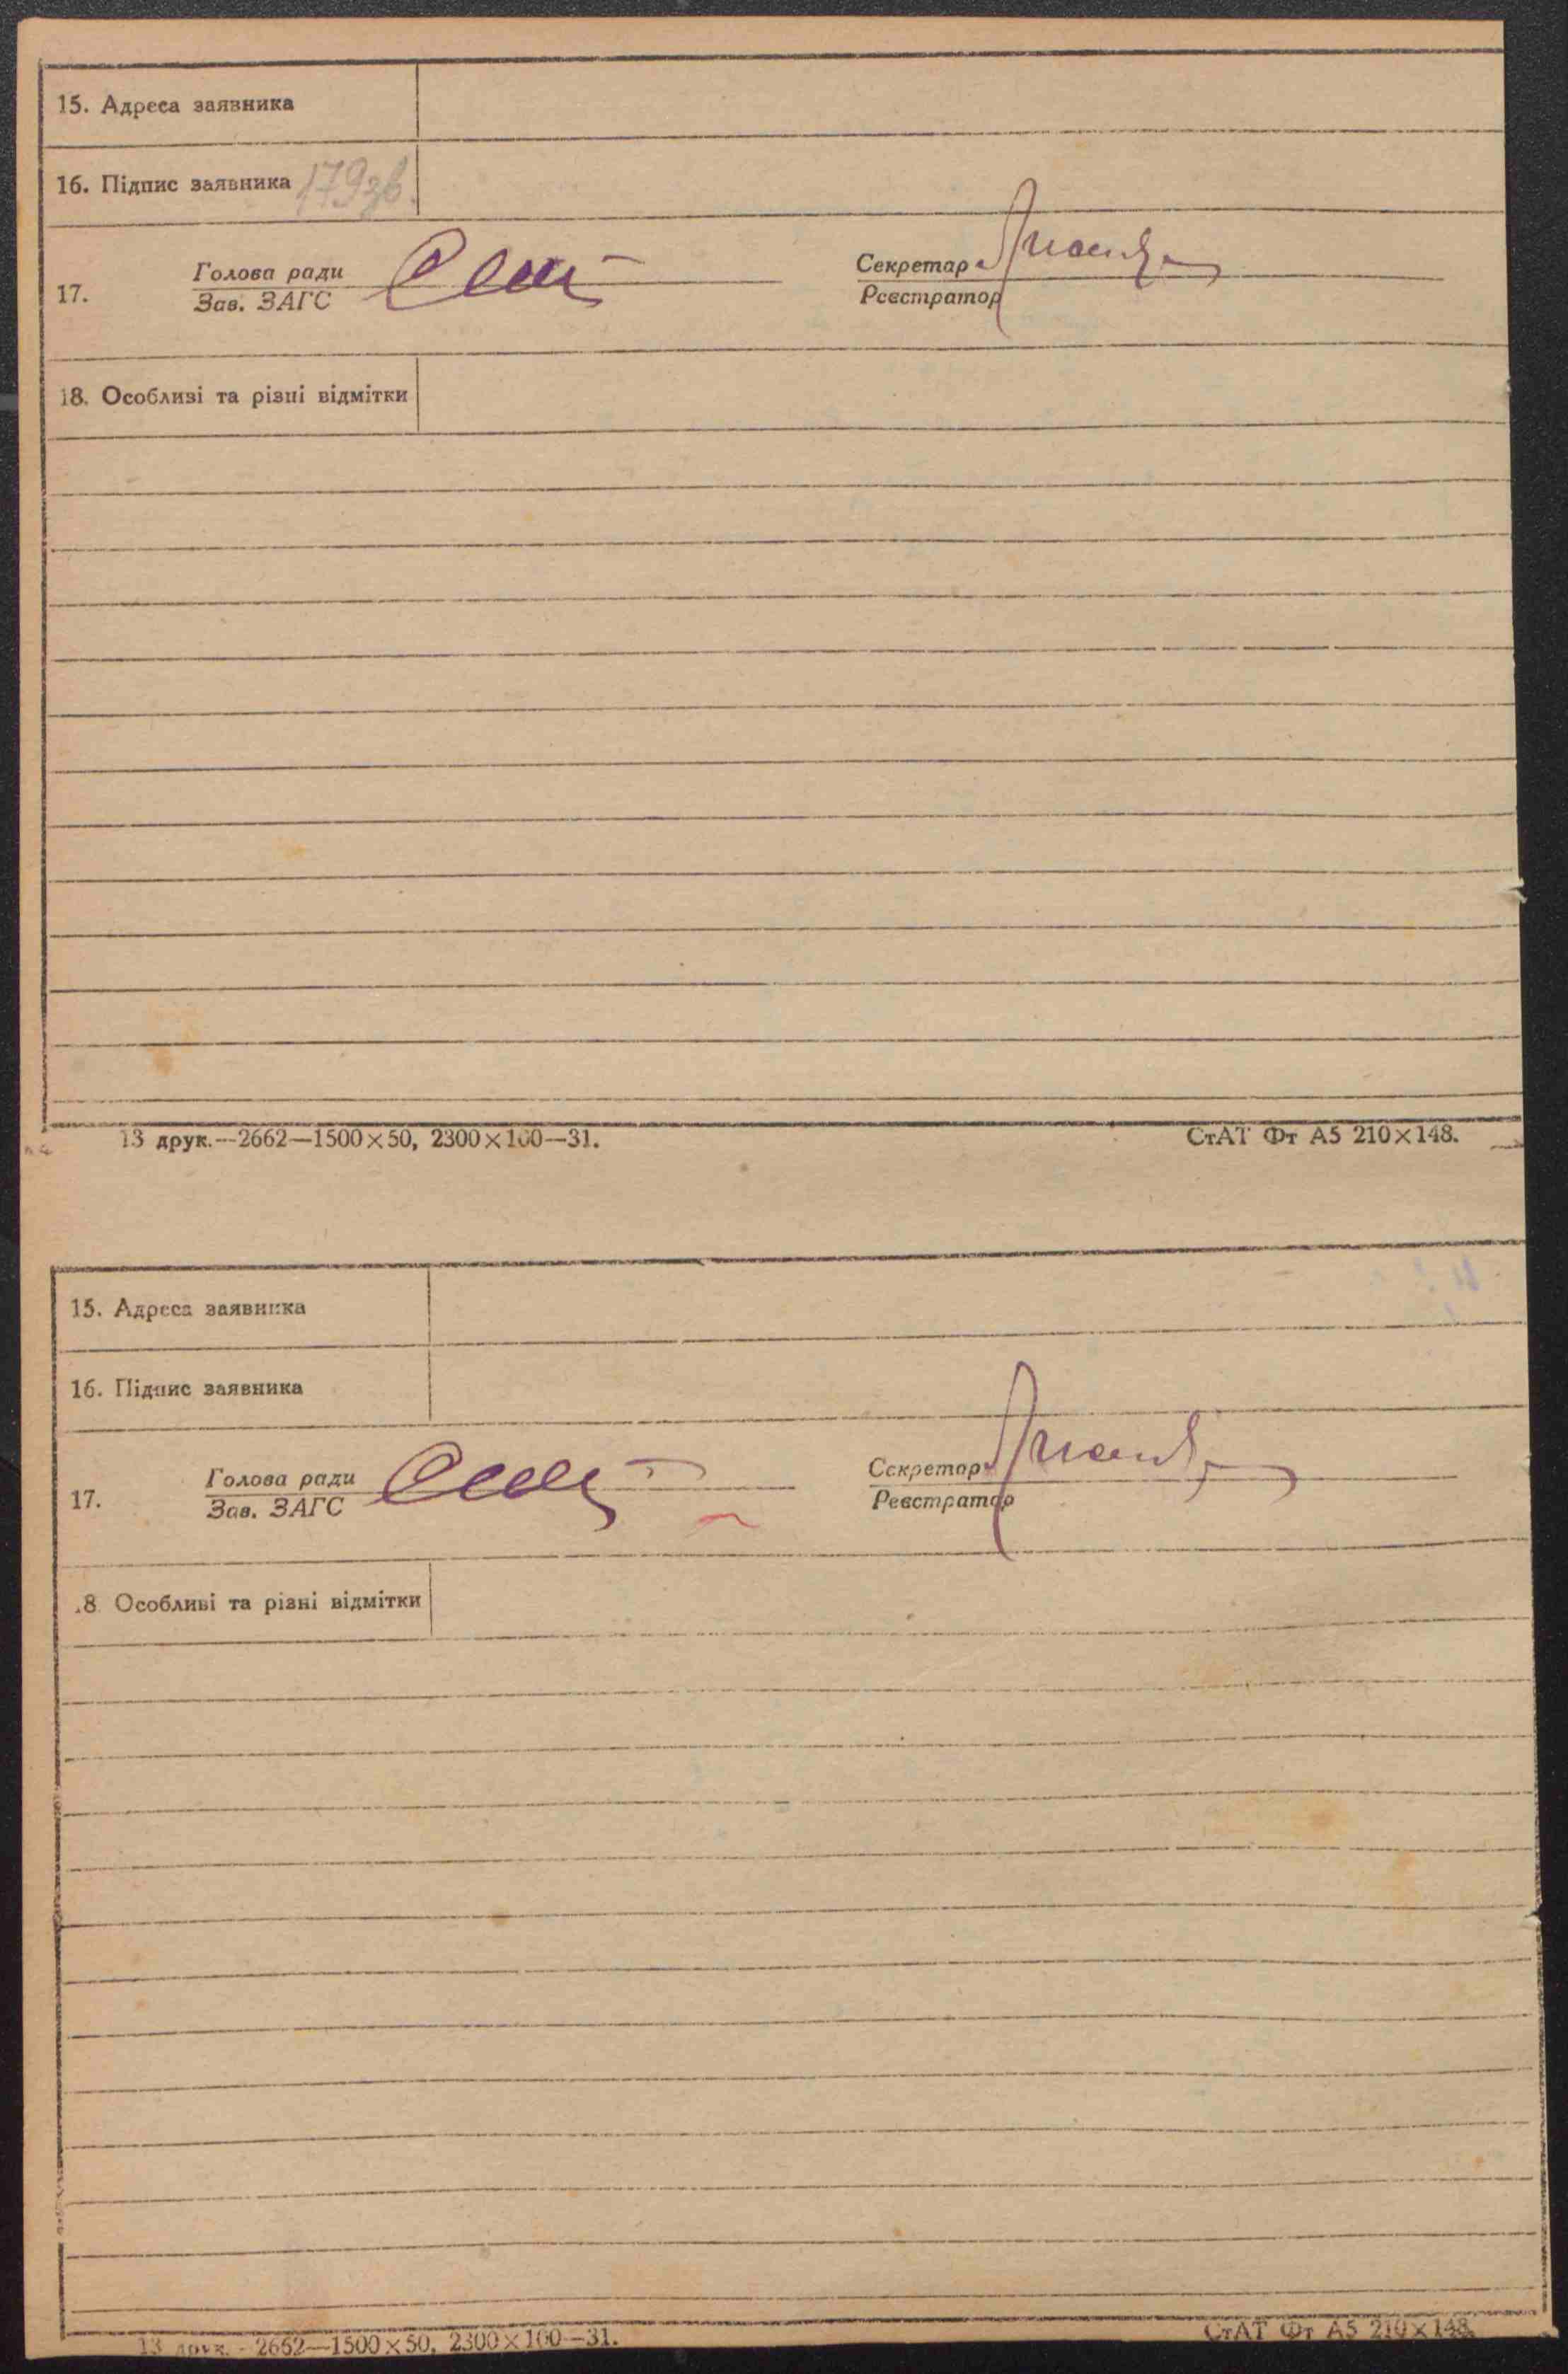 15. Адреса заявника
16. Підпис заявника 179зв.
17. Голова ради Секретар
Зав. ЗАГС Реєстратор
18. Особливі та різні відмітки
13 друк.—2662—1500×50, 2300×100—31. СтАТ Фт А5 210×148.
15. Адреса заявника
16. Підпис заявника
17. Голова ради Секретар
Зав. ЗАГС Реєстратор
18. Особливі та різні відмітки
13 друк.—2662—1500×50, 2300×100—31. СтАТ Фт А5 210×148.